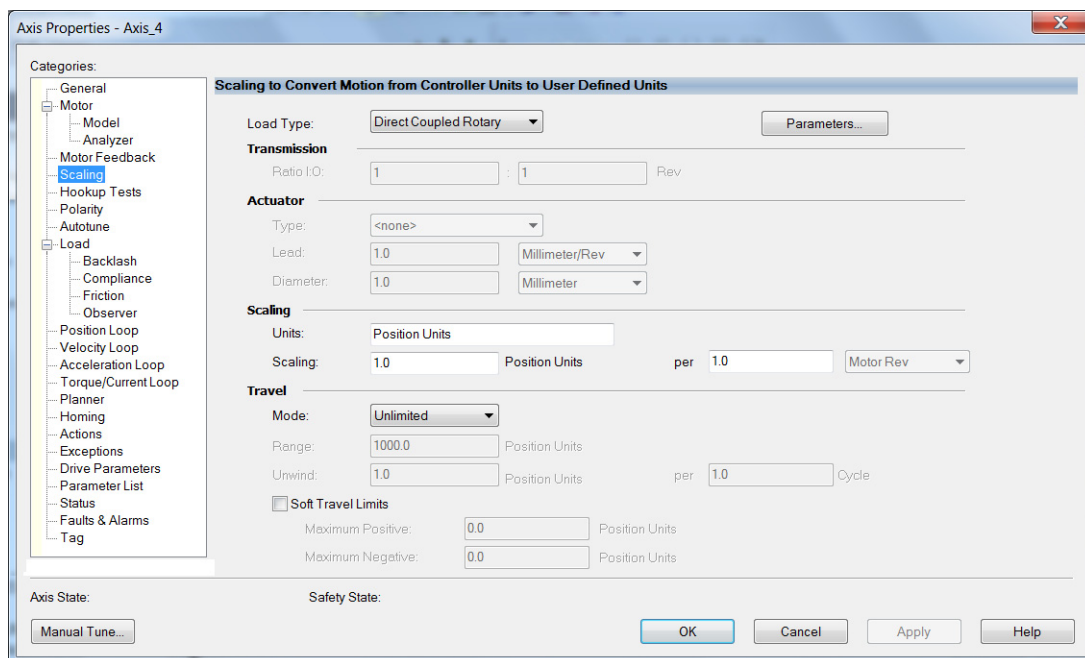 Axis Properties - Axis_4
Categories:
General
Motor
Model
Analyzer
Motor Feedback
Scaling
Hookup Tests
Polarity
Autotune
Load
Backlash
Compliance
Friction
Observer
Position Loop
Velocity Loop
Acceleration Loop
Torque/Current Loop
Planner
Homing
Actions
Exceptions
Drive Parameters
Parameter List
Status
Faults & Alarms
Tag
Scaling to Convert Motion from Controller Units to User Defined Units
Load Type: Direct Coupled Rotary Parameters...
Transmission
Ratio I:O: 1 : 1 Rev
Actuator
Type: <none>
Lead: 1.0 Millimeter/Rev
Diameter: 1.0 Millimeter
Scaling
Units: Position Units
Scaling: 1.0 Position Units per 1.0 Motor Rev
Travel
Mode: Unlimited
Range: 1000.0 Position Units
Unwind: 1.0 Position Units per 1.0 Cycle
Soft Travel Limits
Maximum Positive: 0.0 Position Units
Maximum Negative: 0.0 Position Units
Axis State: Safety State:
Manual Tune... OK Cancel Apply Help